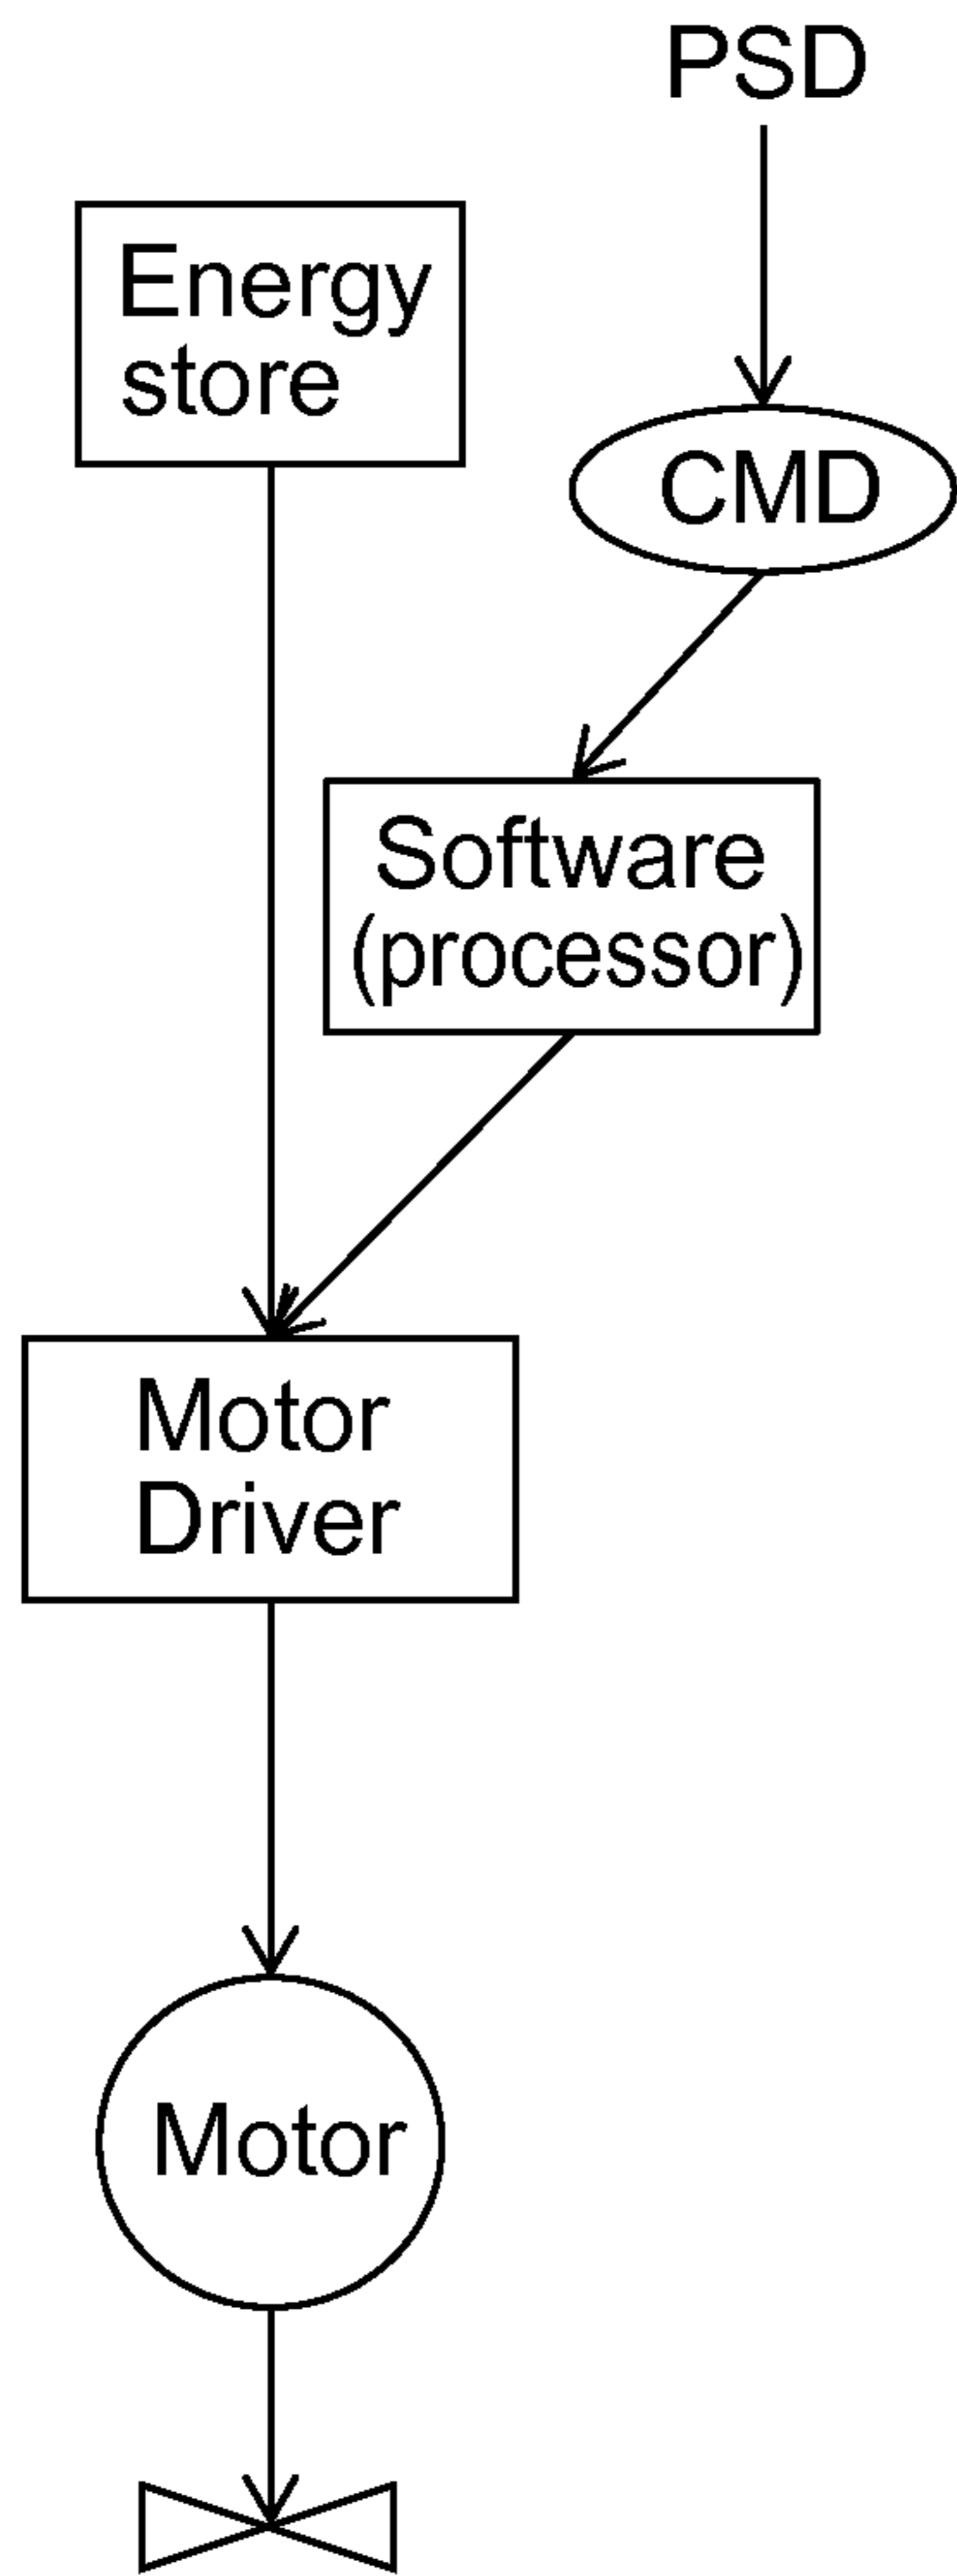 PSD
Energy
store
CMD
Software
(processor)
Motor
Driver
Motor